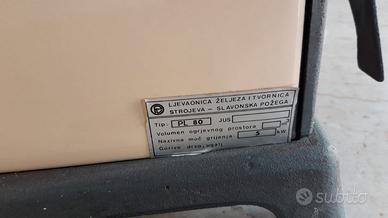 LJEVAONICA ŽELJEZA I TVORNICA
STROJEVA – SLAVONSKA POŽEGA
Tip: PL 60 JUS
Volumen ogrjevnog prostora m³
Nazivna moć grijanja: 5 kW
Gorivo drvo, ugalj
subito